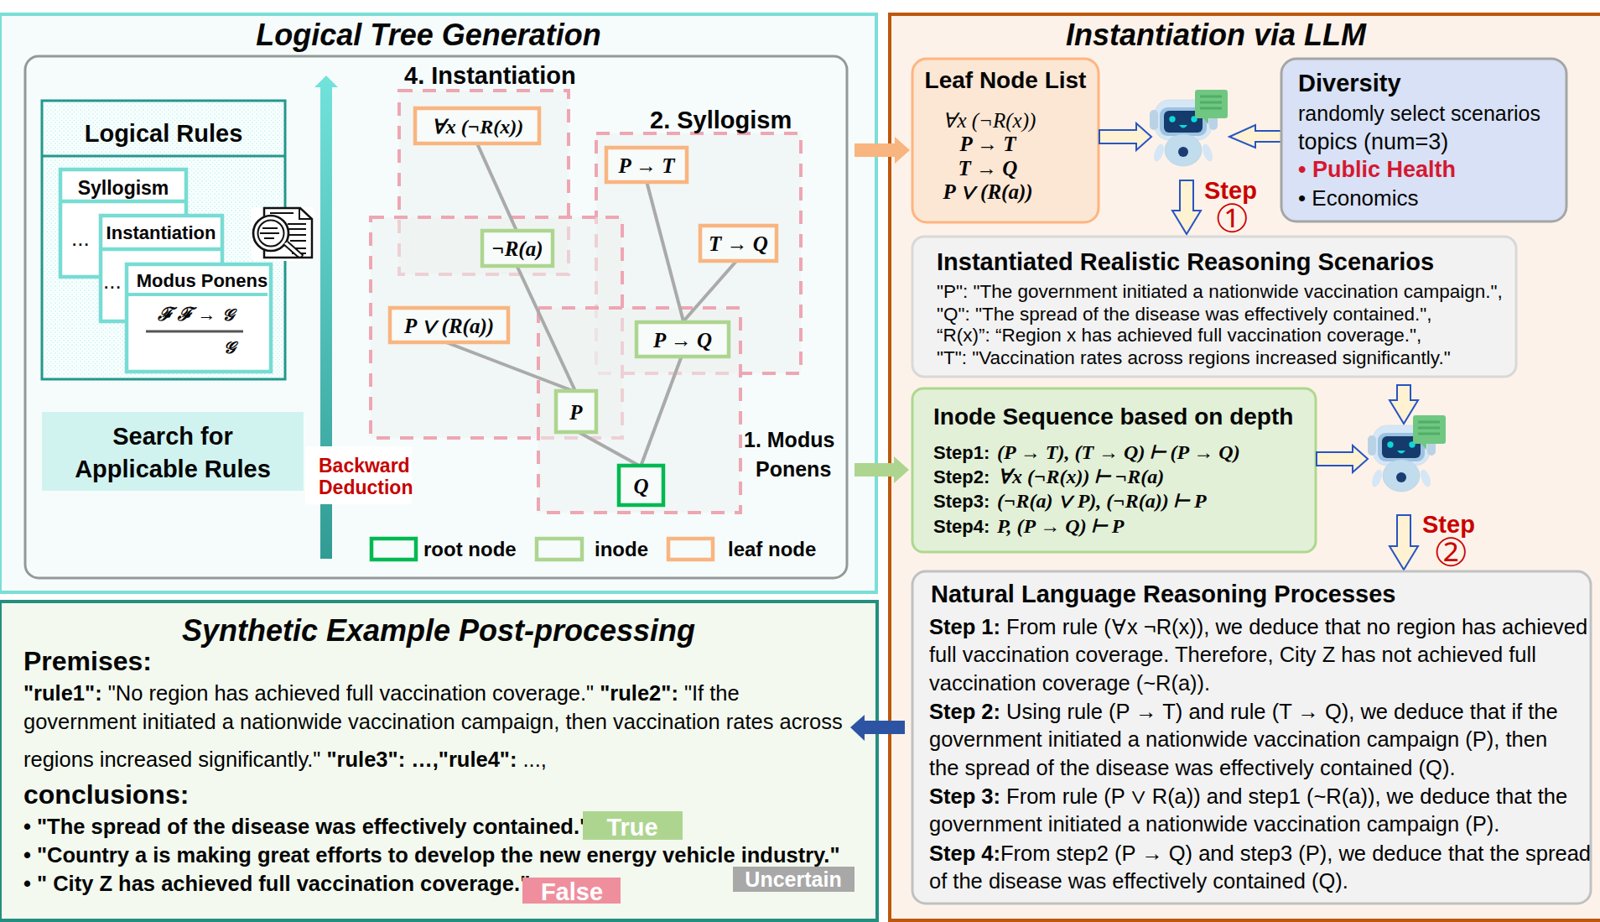 Logical Tree Generation
Logical Rules
Syllogism
...
Instantiation
...
Modus Ponens
ℱ ℱ → 𝒢
𝒢
Search for
Applicable Rules
Backward
Deduction
4. Instantiation
∀x (¬R(x))
2. Syllogism
P → T
T → Q
¬R(a)
P ∨ (R(a))
P → Q
P
Q
1. Modus
Ponens
root node
inode
leaf node
Instantiation via LLM
Leaf Node List
∀x (¬R(x))
P → T
T → Q
P ∨ (R(a))
Diversity
randomly select scenarios
topics (num=3)
• Public Health
• Economics
Step
①
Instantiated Realistic Reasoning Scenarios
"P": "The government initiated a nationwide vaccination campaign.",
"Q": "The spread of the disease was effectively contained.",
“R(x)”: “Region x has achieved full vaccination coverage.",
"T": "Vaccination rates across regions increased significantly."
Inode Sequence based on depth
Step1: (P → T), (T → Q) ⊢ (P → Q)
Step2: ∀x (¬R(x)) ⊢ ¬R(a)
Step3: (¬R(a) ∨ P), (¬R(a)) ⊢ P
Step4: P, (P → Q) ⊢ P
Step
②
Natural Language Reasoning Processes
Step 1: From rule (∀x ¬R(x)), we deduce that no region has achieved
full vaccination coverage. Therefore, City Z has not achieved full
vaccination coverage (~R(a)).
Step 2: Using rule (P → T) and rule (T → Q), we deduce that if the
government initiated a nationwide vaccination campaign (P), then
the spread of the disease was effectively contained (Q).
Step 3: From rule (P ∨ R(a)) and step1 (~R(a)), we deduce that the
government initiated a nationwide vaccination campaign (P).
Step 4:From step2 (P → Q) and step3 (P), we deduce that the spread
of the disease was effectively contained (Q).
Synthetic Example Post-processing
Premises:
"rule1": "No region has achieved full vaccination coverage." "rule2": "If the
government initiated a nationwide vaccination campaign, then vaccination rates across
regions increased significantly." "rule3": …,"rule4": ...,
conclusions:
• "The spread of the disease was effectively contained." True
• "Country a is making great efforts to develop the new energy vehicle industry."
Uncertain
• " City Z has achieved full vaccination coverage." False